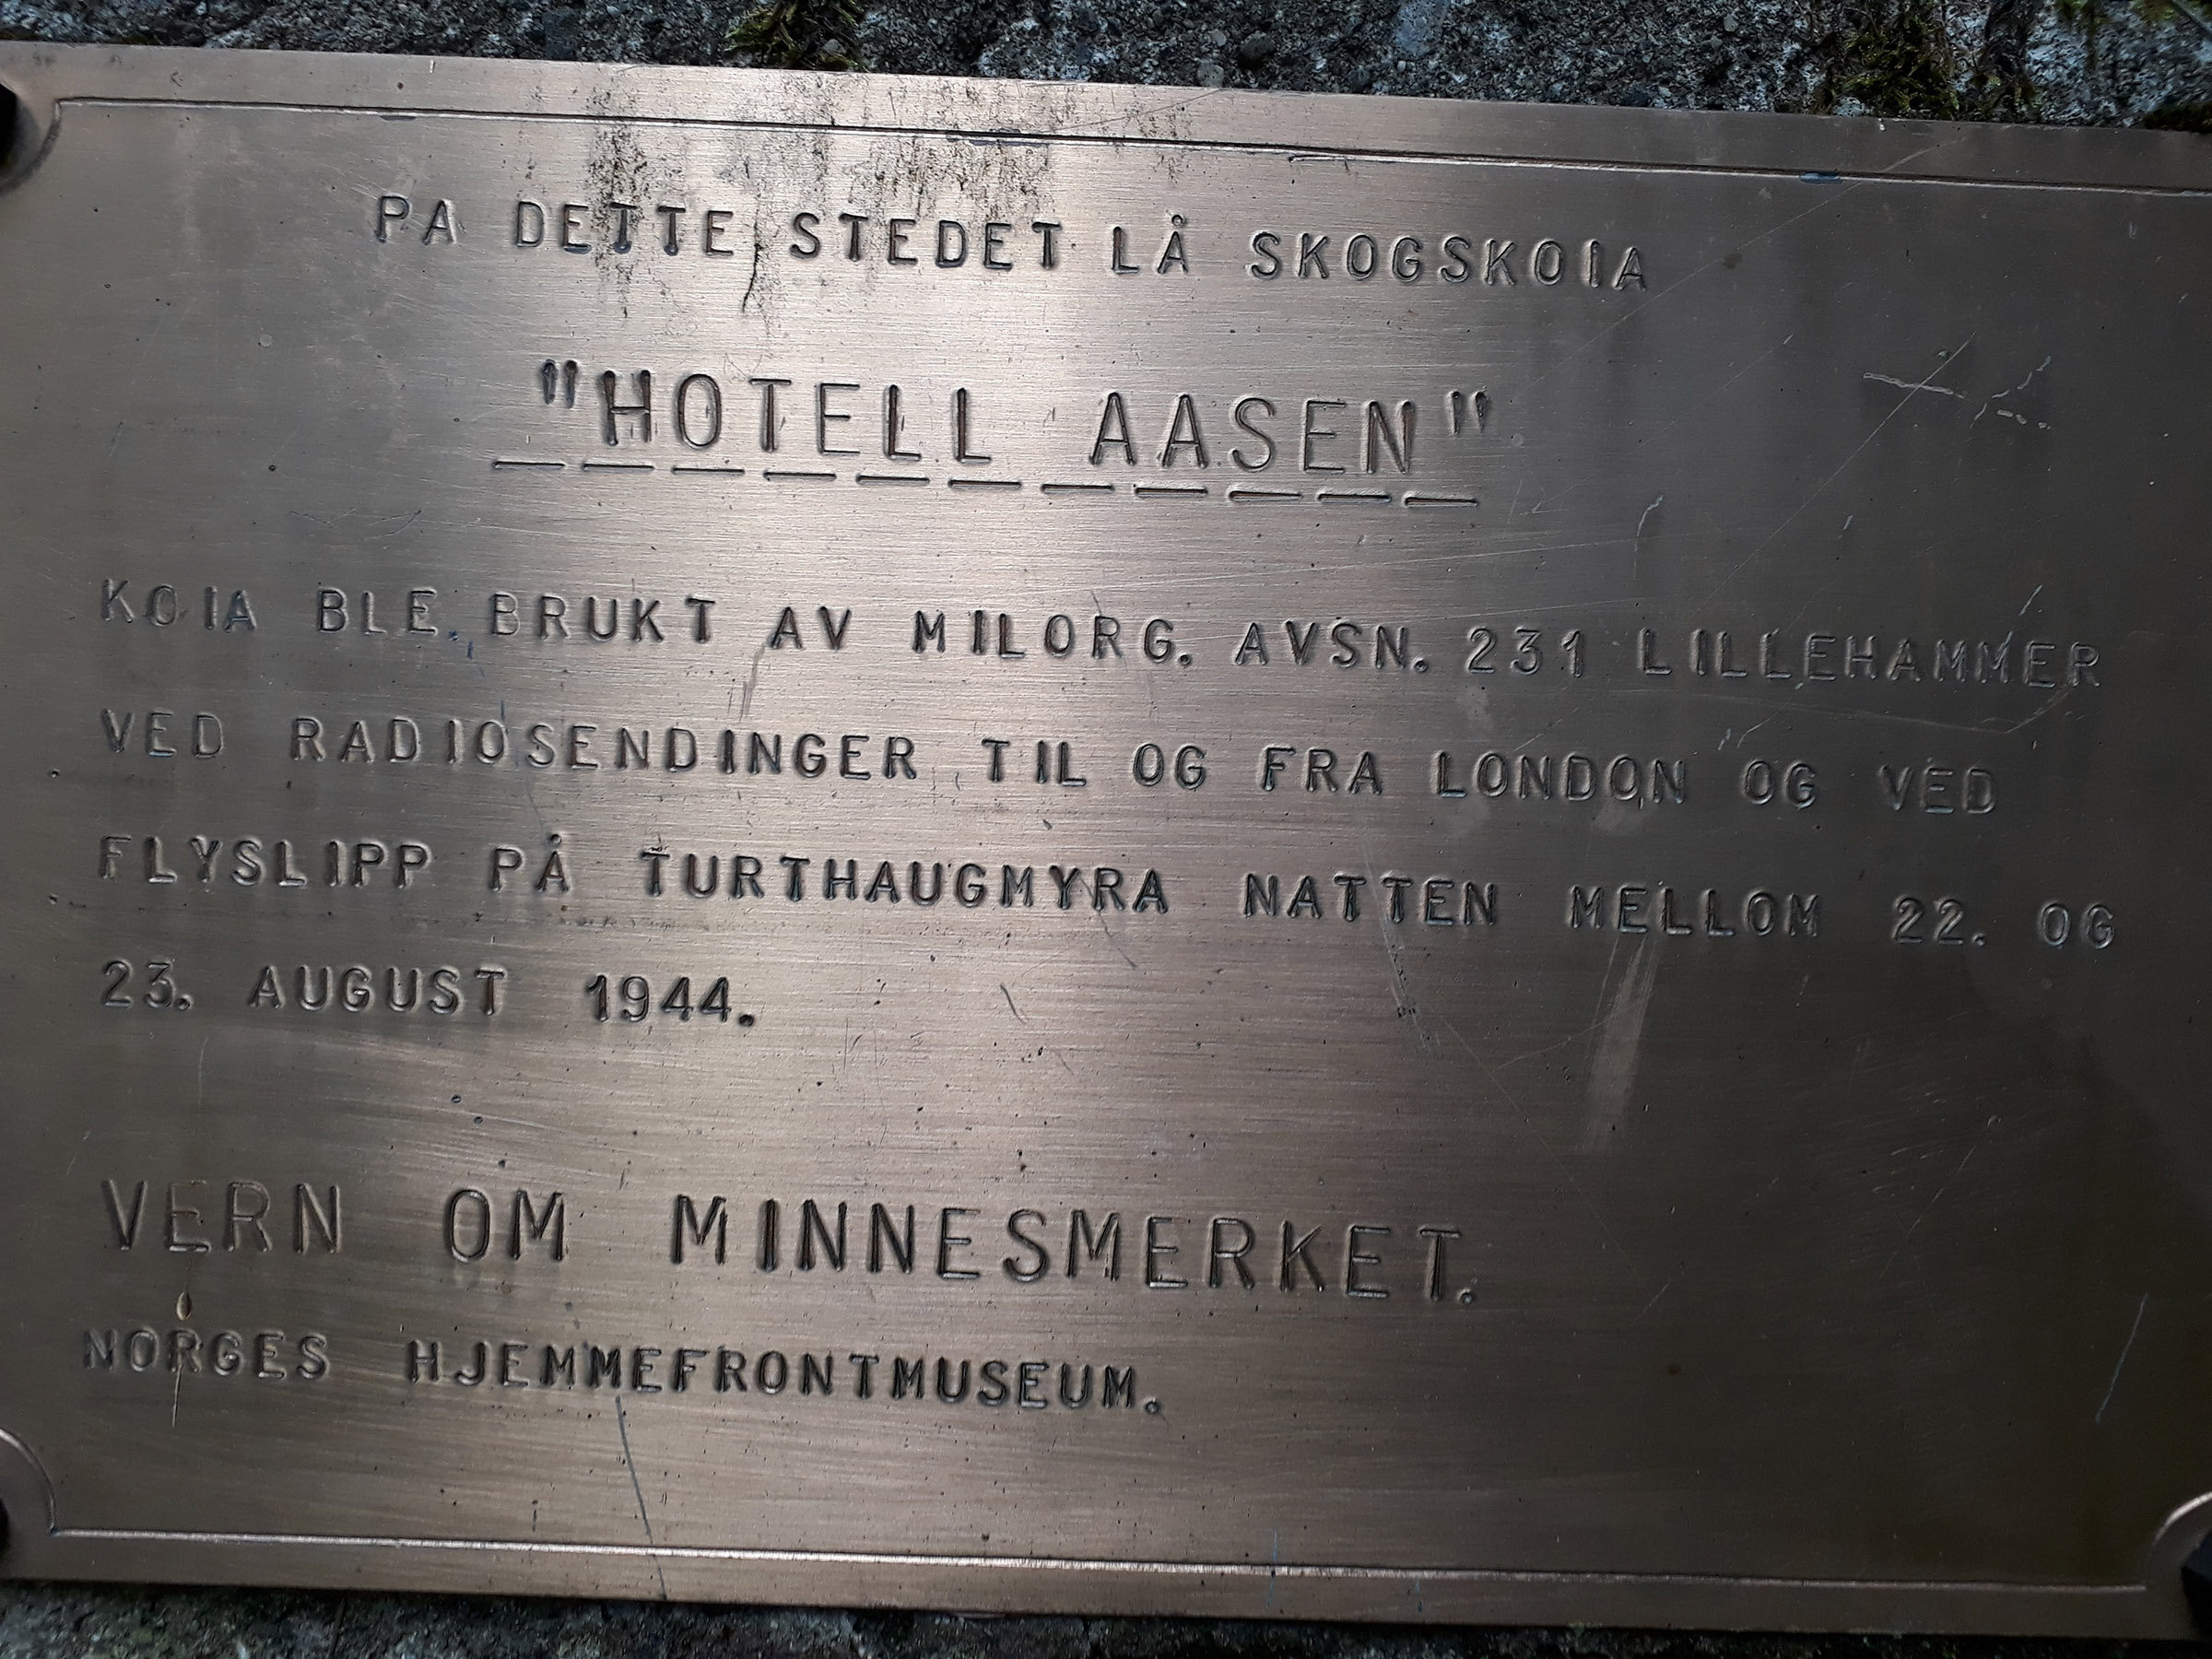 PA DETTE STEDET LÅ SKOGSKOIA
"HOTELL AASEN"
KOIA BLE BRUKT AV MILORG. AVSN. 231 LILLEHAMMER
VED RADIOSENDINGER TIL OG FRA LONDON OG VED
FLYSLIPP PÅ TURTHAUGMYRA NATTEN MELLOM 22. OG
23. AUGUST 1944.
VERN OM MINNESMERKET.
NORGES HJEMMEFRONTMUSEUM.